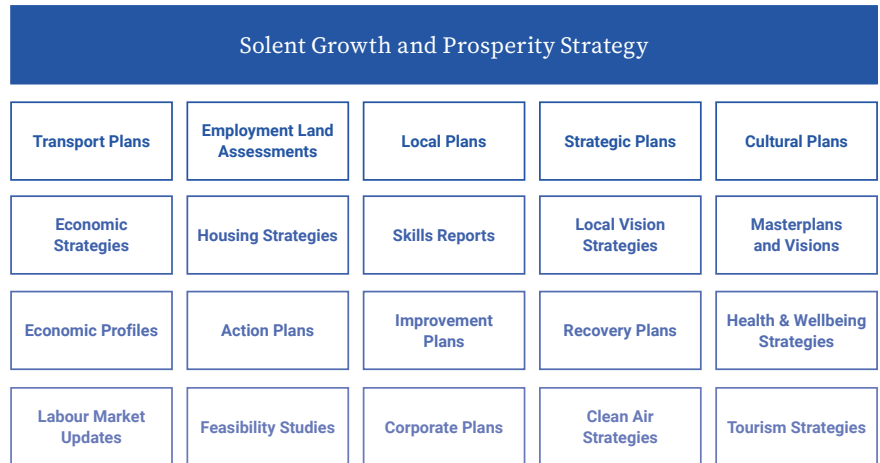 Solent Growth and Prosperity Strategy
Transport Plans
Employment Land
Assessments
Local Plans
Strategic Plans
Cultural Plans
Economic
Strategies
Housing Strategies
Skills Reports
Local Vision
Strategies
Masterplans
and Visions
Economic Profiles
Action Plans
Improvement
Plans
Recovery Plans
Health & Wellbeing
Strategies
Labour Market
Updates
Feasibility Studies
Corporate Plans
Clean Air
Strategies
Tourism Strategies